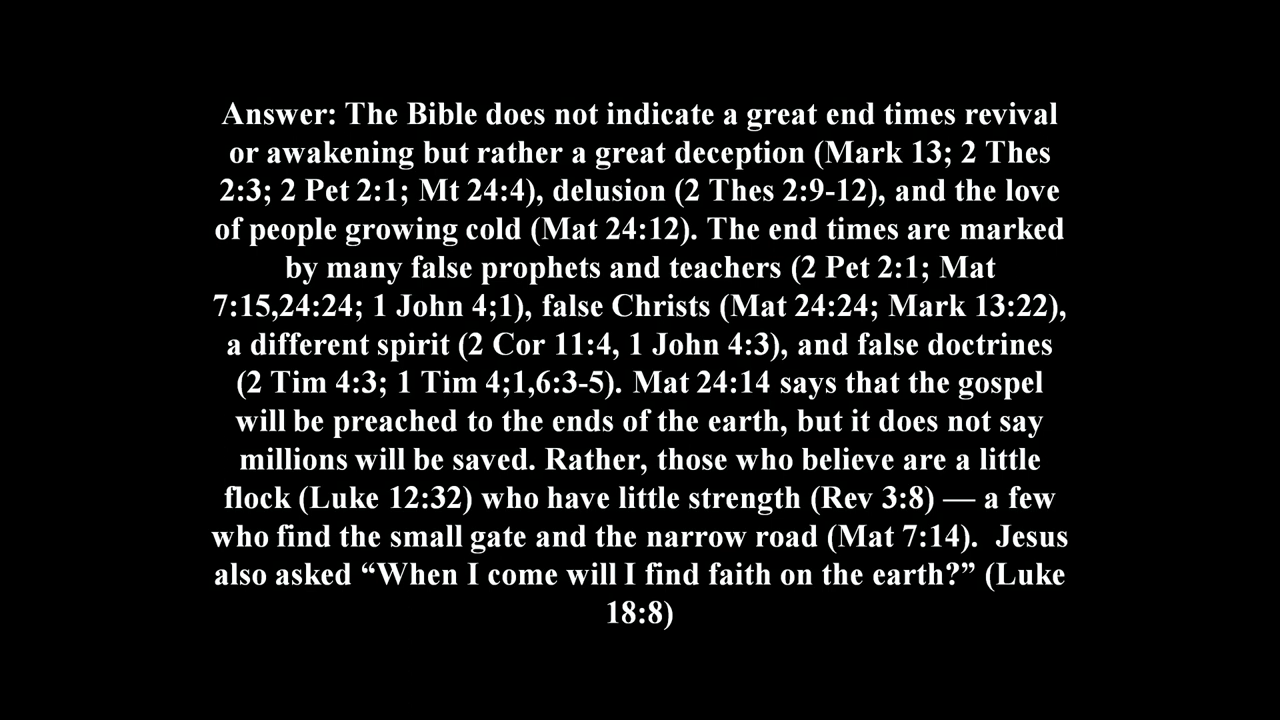 Answer: The Bible does not indicate a great end times revival
or awakening but rather a great deception (Mark 13; 2 Thes
2:3; 2 Pet 2:1; Mt 24:4), delusion (2 Thes 2:9-12), and the love
of people growing cold (Mat 24:12). The end times are marked
by many false prophets and teachers (2 Pet 2:1; Mat
7:15,24:24; 1 John 4;1), false Christs (Mat 24:24; Mark 13:22),
a different spirit (2 Cor 11:4, 1 John 4:3), and false doctrines
(2 Tim 4:3; 1 Tim 4;1,6:3-5). Mat 24:14 says that the gospel
will be preached to the ends of the earth, but it does not say
millions will be saved. Rather, those who believe are a little
flock (Luke 12:32) who have little strength (Rev 3:8) — a few
who find the small gate and the narrow road (Mat 7:14).  Jesus
also asked “When I come will I find faith on the earth?” (Luke
18:8)